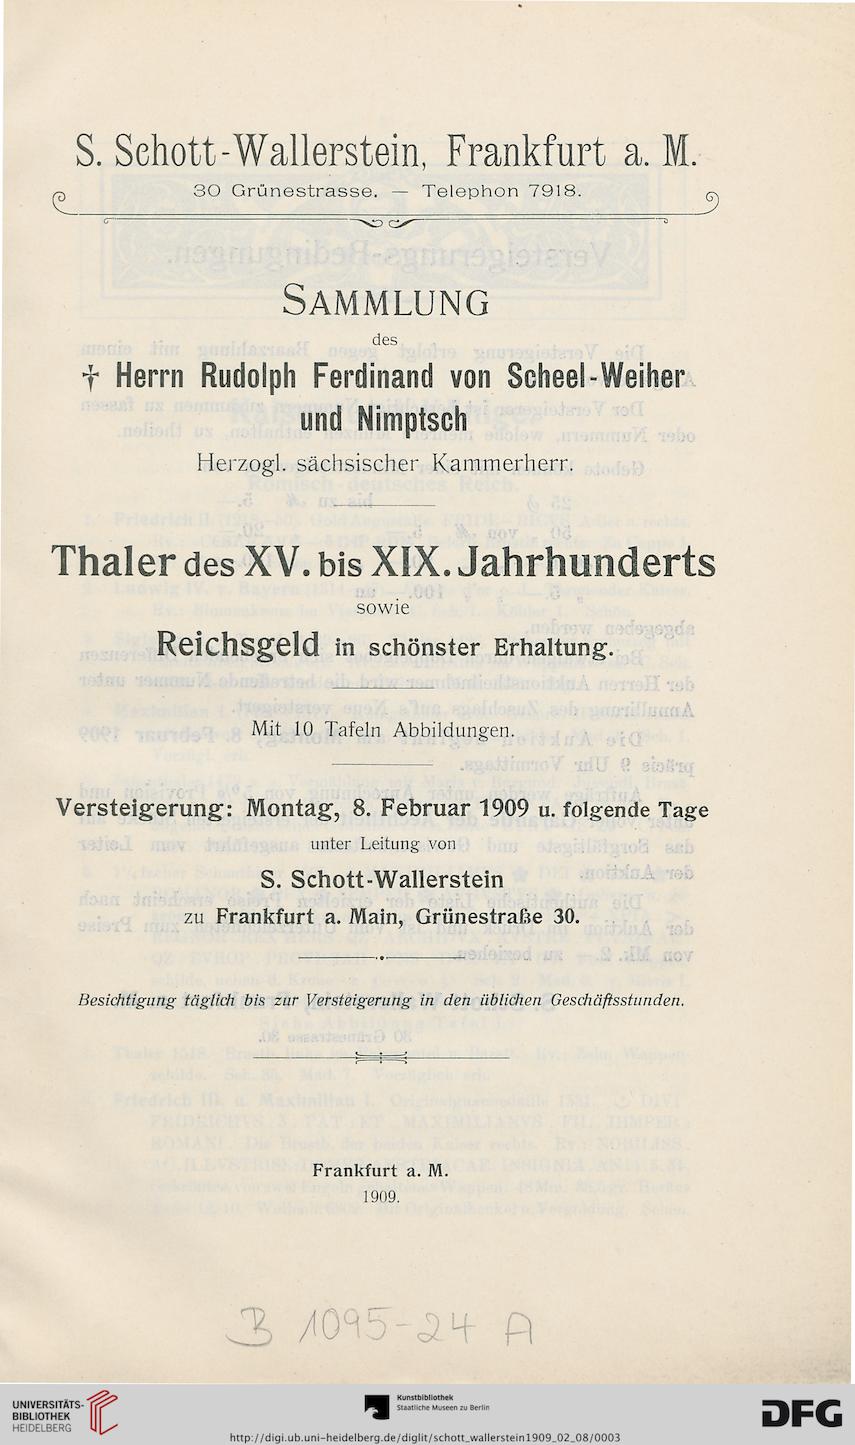 S. Schott-Wallerstein, Frankfurt a. M.
30 Grünestrasse. — Telephon 7918.
SAMMLUNG
des
† Herrn Rudolph Ferdinand von Scheel-Weiher
und Nimptsch
Herzogl. sächsischer Kammerherr.
Thaler des XV. bis XIX. Jahrhunderts
sowie
Reichsgeld in schönster Erhaltung.
Mit 10 Tafeln Abbildungen.
Versteigerung: Montag, 8. Februar 1909 u. folgende Tage
unter Leitung von
S. Schott-Wallerstein
zu Frankfurt a. Main, Grünestraße 30.
Besichtigung täglich bis zur Versteigerung in den üblichen Geschäftsstunden.
Frankfurt a. M.
1909.
B 1095-24 A
UNIVERSITÄTS-
BIBLIOTHEK
HEIDELBERG
Kunstbibliothek
Staatliche Museen zu Berlin
DFG
http://digi.ub.uni-heidelberg.de/diglit/schott_wallerstein1909_02_08/0003